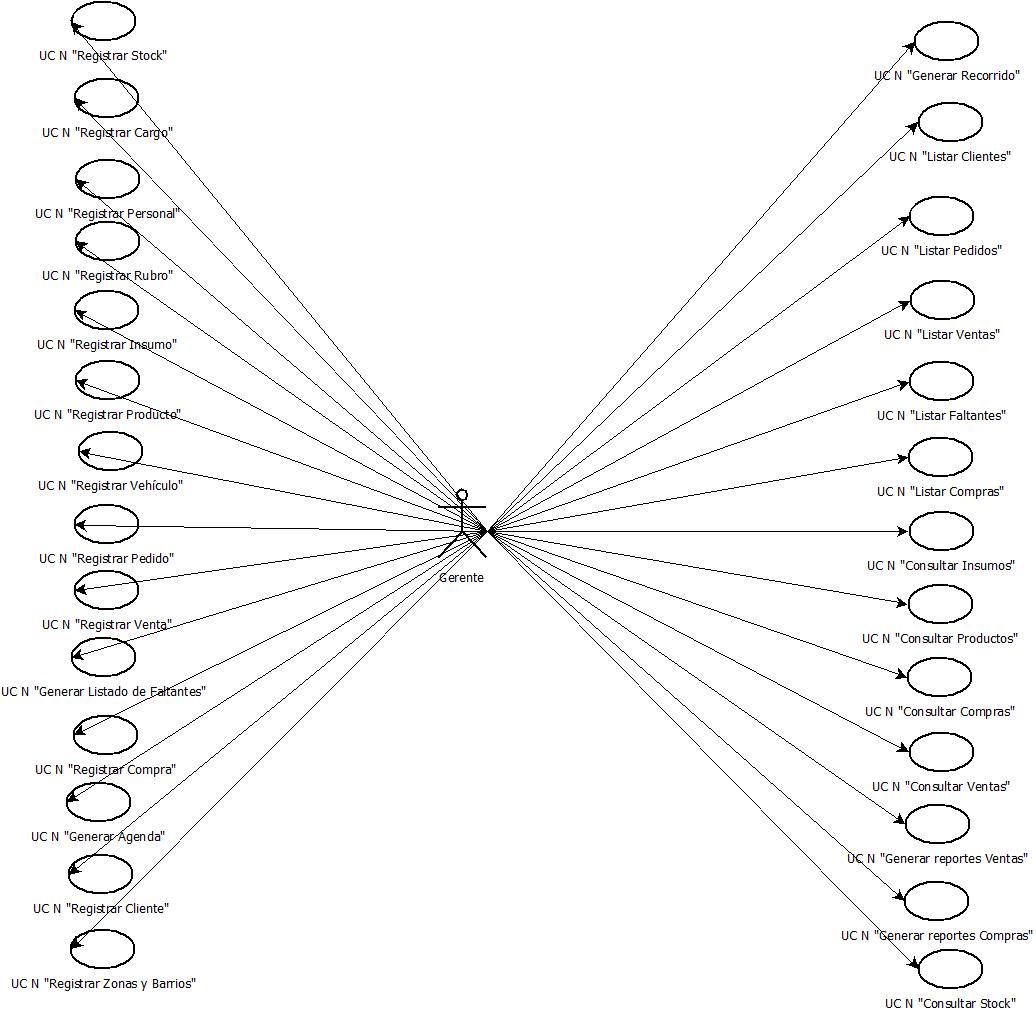 UC N "Registrar Stock"
UC N "Registrar Cargo"
UC N "Registrar Personal"
UC N "Registrar Rubro"
UC N "Registrar Insumo"
UC N "Registrar Producto"
UC N "Registrar Vehículo"
UC N "Registrar Pedido"
UC N "Registrar Venta"
UC N "Generar Listado de Faltantes"
UC N "Registrar Compra"
UC N "Generar Agenda"
UC N "Registrar Cliente"
UC N "Registrar Zonas y Barrios"
Gerente
UC N "Generar Recorrido"
UC N "Listar Clientes"
UC N "Listar Pedidos"
UC N "Listar Ventas"
UC N "Listar Faltantes"
UC N "Listar Compras"
UC N "Consultar Insumos"
UC N "Consultar Productos"
UC N "Consultar Compras"
UC N "Consultar Ventas"
UC N "Generar reportes Ventas"
UC N "Generar reportes Compras"
UC N "Consultar Stock"